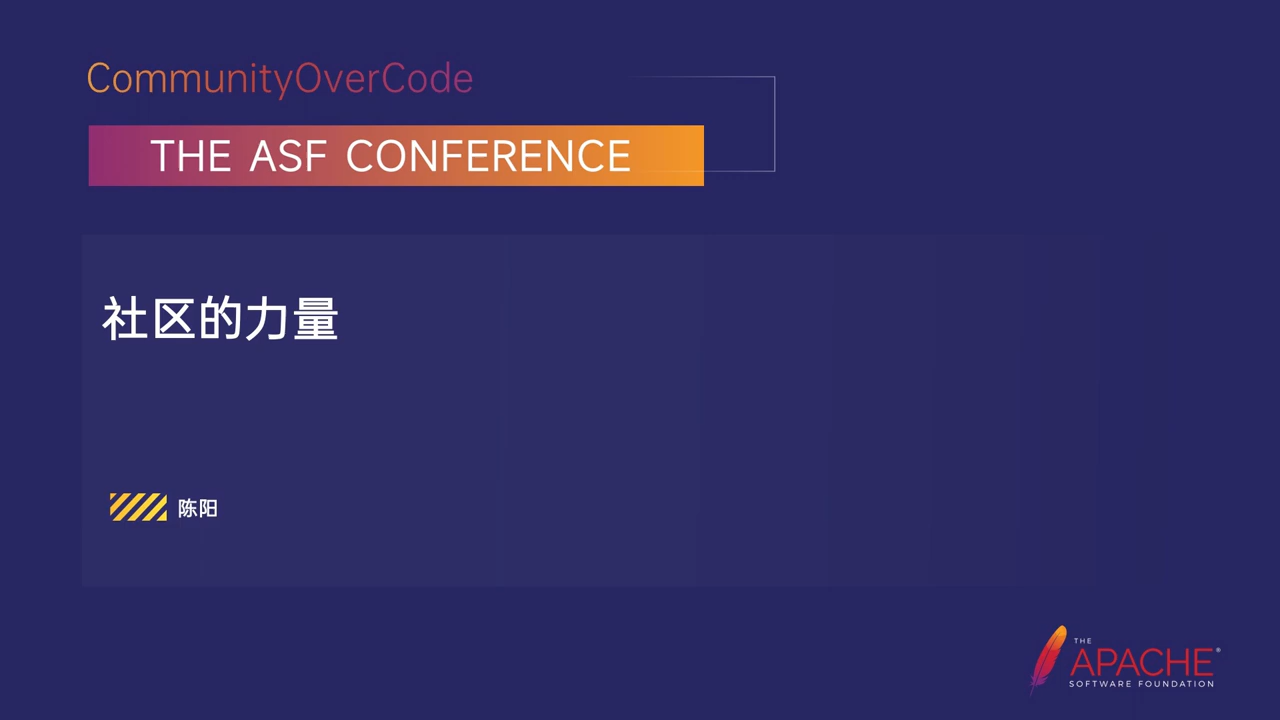 CommunityOverCode
THE ASF CONFERENCE
社区的力量
陈阳
THE
APACHE®
SOFTWARE FOUNDATION